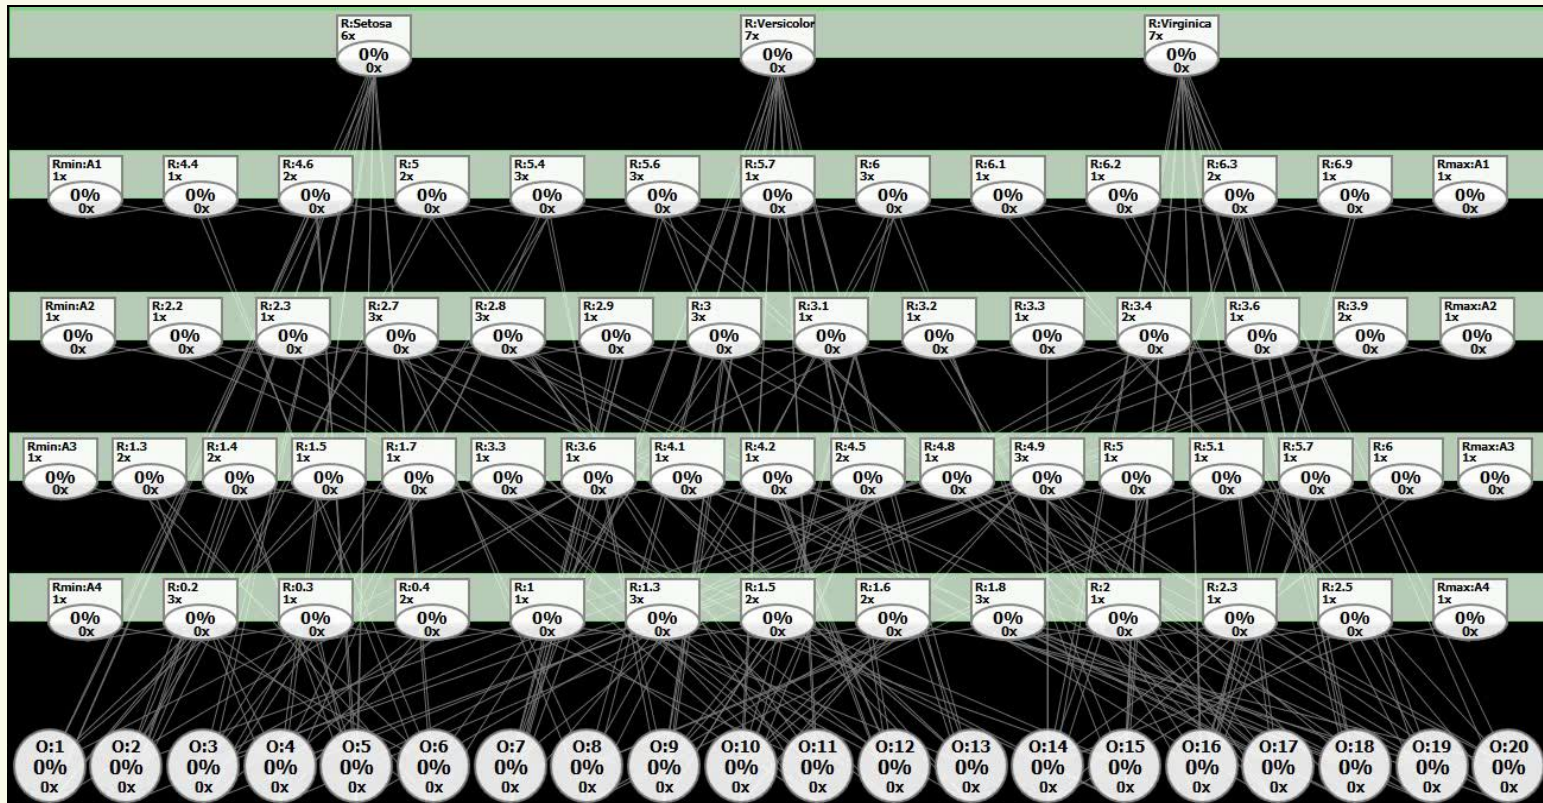 R:Setosa
6x
0%
0x
R:Versicolor
7x
0%
0x
R:Virginica
7x
0%
0x
Rmin:A1
1x
0%
0x
R:4.4
1x
0%
0x
R:4.6
2x
0%
0x
R:5
2x
0%
0x
R:5.4
3x
0%
0x
R:5.6
3x
0%
0x
R:5.7
1x
0%
0x
R:6
3x
0%
0x
R:6.1
1x
0%
0x
R:6.2
1x
0%
0x
R:6.3
2x
0%
0x
R:6.9
1x
0%
0x
Rmax:A1
1x
0%
0x
Rmin:A2
1x
0%
0x
R:2.2
1x
0%
0x
R:2.3
1x
0%
0x
R:2.7
3x
0%
0x
R:2.8
3x
0%
0x
R:2.9
1x
0%
0x
R:3
3x
0%
0x
R:3.1
1x
0%
0x
R:3.2
1x
0%
0x
R:3.3
1x
0%
0x
R:3.4
2x
0%
0x
R:3.6
1x
0%
0x
R:3.9
2x
0%
0x
Rmax:A2
1x
0%
0x
Rmin:A3
1x
0%
0x
R:1.3
2x
0%
0x
R:1.4
2x
0%
0x
R:1.5
1x
0%
0x
R:1.7
1x
0%
0x
R:3.3
1x
0%
0x
R:3.6
1x
0%
0x
R:4.1
1x
0%
0x
R:4.2
1x
0%
0x
R:4.5
2x
0%
0x
R:4.8
1x
0%
0x
R:4.9
3x
0%
0x
R:5
1x
0%
0x
R:5.1
1x
0%
0x
R:5.7
1x
0%
0x
R:6
1x
0%
0x
Rmax:A3
1x
0%
0x
Rmin:A4
1x
0%
0x
R:0.2
3x
0%
0x
R:0.3
1x
0%
0x
R:0.4
2x
0%
0x
R:1
1x
0%
0x
R:1.3
3x
0%
0x
R:1.5
2x
0%
0x
R:1.6
2x
0%
0x
R:1.8
3x
0%
0x
R:2
1x
0%
0x
R:2.3
1x
0%
0x
R:2.5
1x
0%
0x
Rmax:A4
1x
0%
0x
O:1
0%
0x
O:2
0%
0x
O:3
0%
0x
O:4
0%
0x
O:5
0%
0x
O:6
0%
0x
O:7
0%
0x
O:8
0%
0x
O:9
0%
0x
O:10
0%
0x
O:11
0%
0x
O:12
0%
0x
O:13
0%
0x
O:14
0%
0x
O:15
0%
0x
O:16
0%
0x
O:17
0%
0x
O:18
0%
0x
O:19
0%
0x
O:20
0%
0x